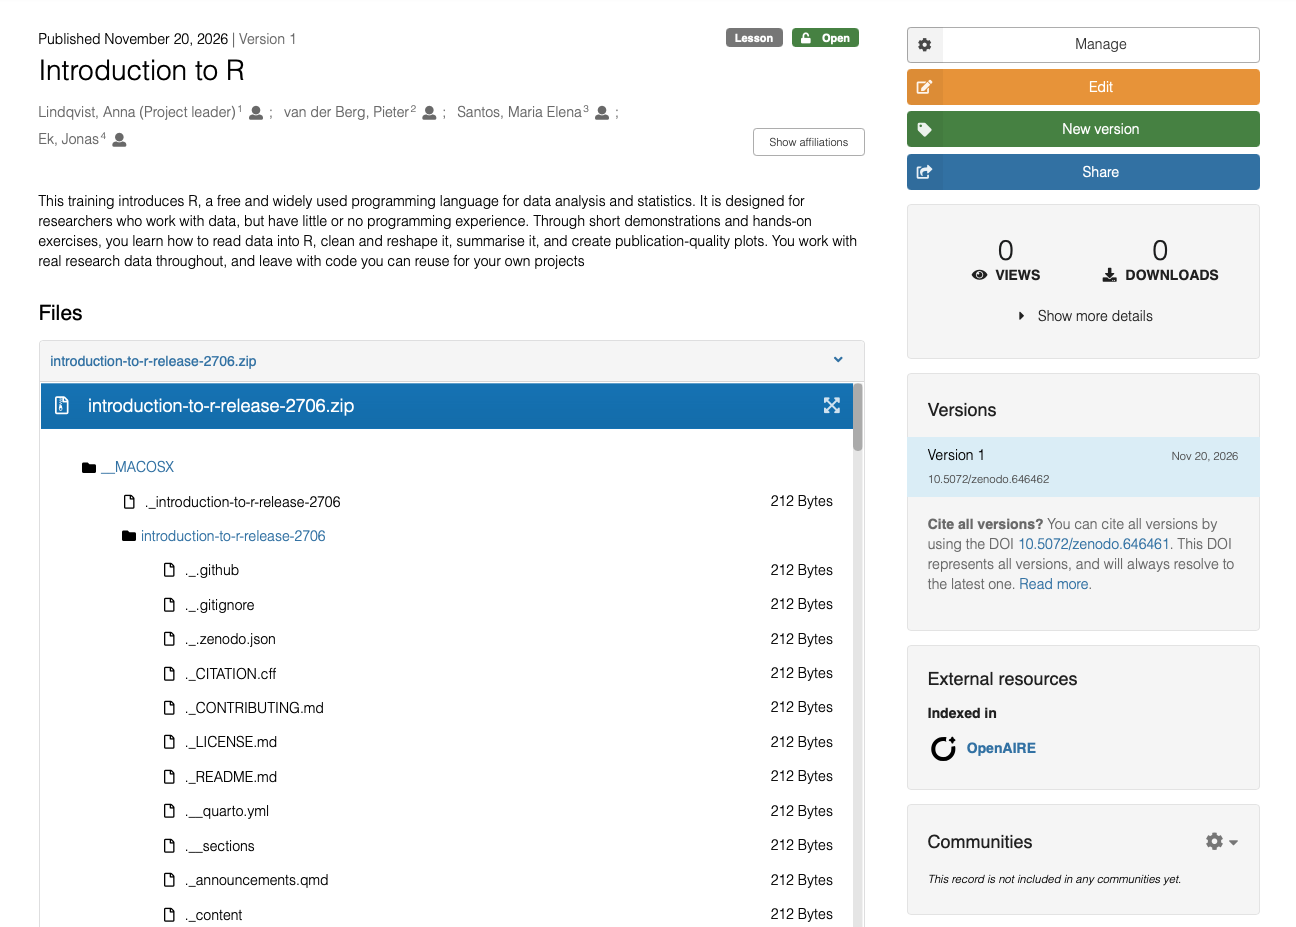 Published November 20, 2026 | Version 1
Lesson
Open
Introduction to R
Lindqvist, Anna (Project leader)1 ; van der Berg, Pieter2 ; Santos, Maria Elena3 ;
Ek, Jonas4
Show affiliations
This training introduces R, a free and widely used programming language for data analysis and statistics. It is designed for
researchers who work with data, but have little or no programming experience. Through short demonstrations and hands-on
exercises, you learn how to read data into R, clean and reshape it, summarise it, and create publication-quality plots. You work with
real research data throughout, and leave with code you can reuse for your own projects
Files
introduction-to-r-release-2706.zip
introduction-to-r-release-2706.zip
__MACOSX
._introduction-to-r-release-2706 212 Bytes
introduction-to-r-release-2706
._.github 212 Bytes
._.gitignore 212 Bytes
._.zenodo.json 212 Bytes
._CITATION.cff 212 Bytes
._CONTRIBUTING.md 212 Bytes
._LICENSE.md 212 Bytes
._README.md 212 Bytes
.__quarto.yml 212 Bytes
.__sections 212 Bytes
._announcements.qmd 212 Bytes
._content 212 Bytes
Manage
Edit
New version
Share
0 0
VIEWS DOWNLOADS
Show more details
Versions
Version 1 Nov 20, 2026
10.5072/zenodo.646462
Cite all versions? You can cite all versions by
using the DOI 10.5072/zenodo.646461. This DOI
represents all versions, and will always resolve to
the latest one. Read more.
External resources
Indexed in
OpenAIRE
Communities
This record is not included in any communities yet.